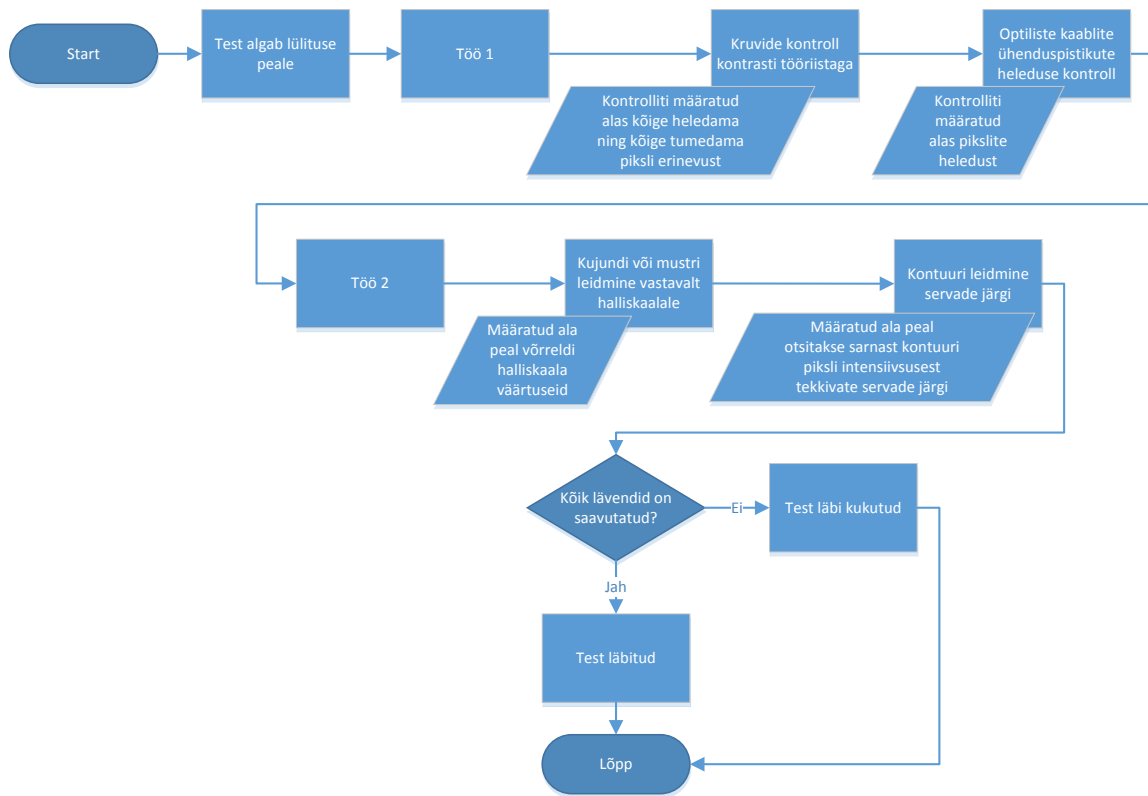 Start
Test algab lülituse
peale
Töö 1
Kruvide kontroll
kontrasti tööriistaga
Kontrolliti määratud
alas kõige heledama
ning kõige tumedama
piksli erinevust
Optiliste kaablite
ühenduspistikute
heleduse kontroll
Kontrolliti
määratud
alas pikslite
heledust
Töö 2
Kujundi või mustri
leidmine vastavalt
halliskaalale
Määratud ala
peal võrreldi
halliskaala
väärtuseid
Kontuuri leidmine
servade järgi
Määratud ala peal
otsitakse sarnast kontuuri
piksli intensiivsusest
tekkivate servade järgi
Kõik lävendid on
saavutatud?
Ei
Test läbi kukutud
Jah
Test läbitud
Lõpp